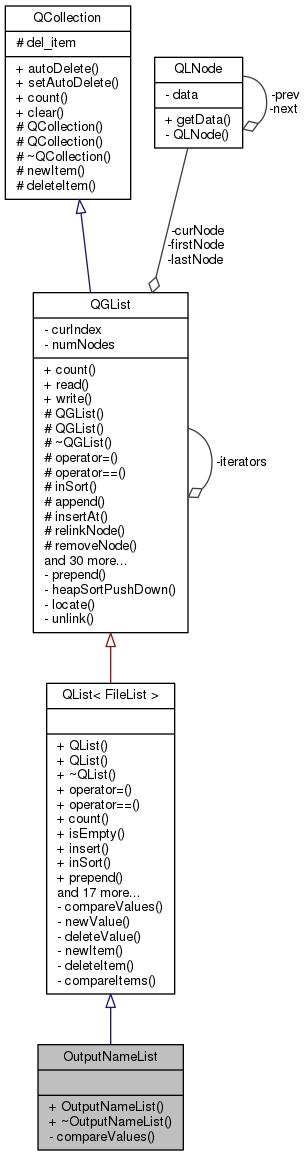 QCollection
# del_item
+ autoDelete()
+ setAutoDelete()
+ count()
+ clear()
# QCollection()
# QCollection()
# ~QCollection()
# newItem()
# deleteItem()
QLNode
- data
+ getData()
- QLNode()
-prev
-next
-curNode
-firstNode
-lastNode
QGList
- curIndex
- numNodes
+ count()
+ read()
+ write()
# QGList()
# QGList()
# ~QGList()
# operator=()
# operator==()
# inSort()
# append()
# insertAt()
# relinkNode()
# removeNode()
and 30 more...
- prepend()
- heapSortPushDown()
- locate()
- unlink()
-iterators
QList< FileList >
+ QList()
+ QList()
+ ~QList()
+ operator=()
+ operator==()
+ count()
+ isEmpty()
+ insert()
+ inSort()
+ prepend()
and 17 more...
- compareValues()
- newValue()
- deleteValue()
- newItem()
- deleteItem()
- compareItems()
OutputNameList
+ OutputNameList()
+ ~OutputNameList()
- compareValues()